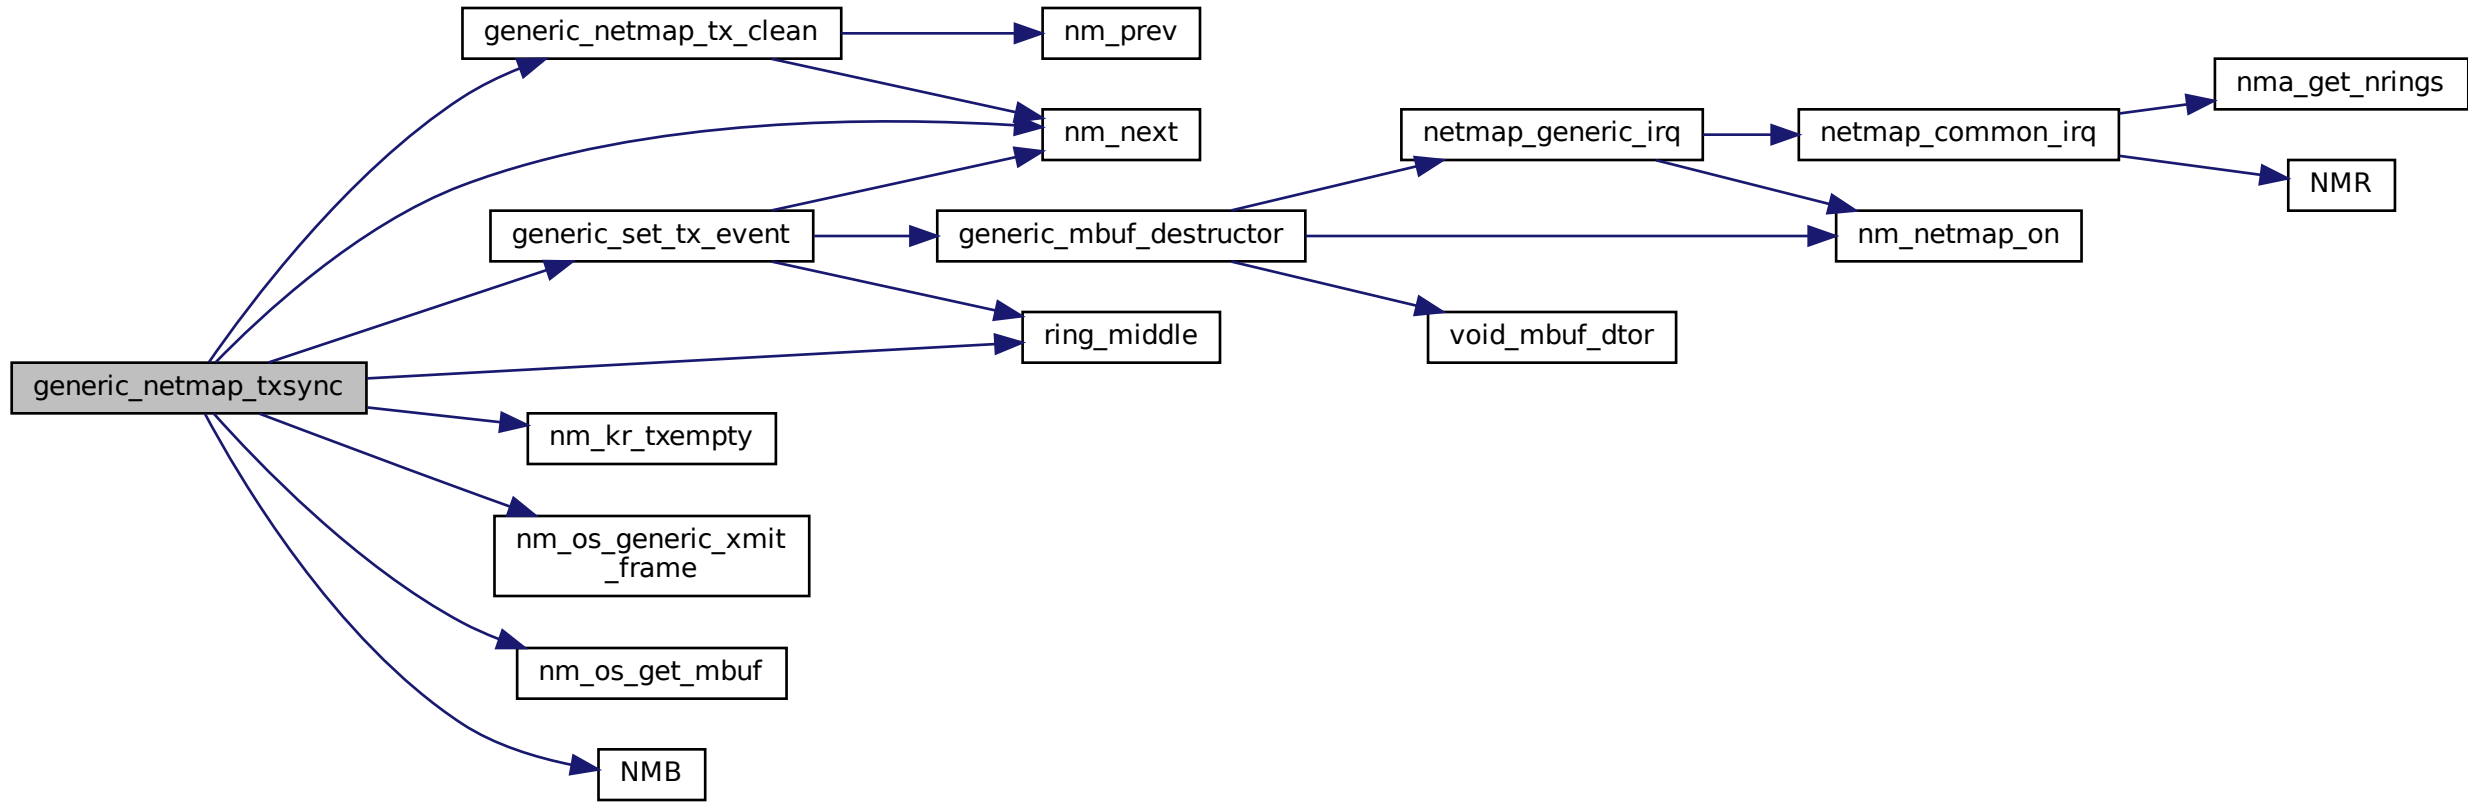 generic_netmap_tx_clean
nm_prev
nma_get_nrings
nm_next
netmap_generic_irq
netmap_common_irq
NMR
generic_set_tx_event
generic_mbuf_destructor
nm_netmap_on
ring_middle
void_mbuf_dtor
generic_netmap_txsync
nm_kr_txempty
nm_os_generic_xmit
_frame
nm_os_get_mbuf
NMB